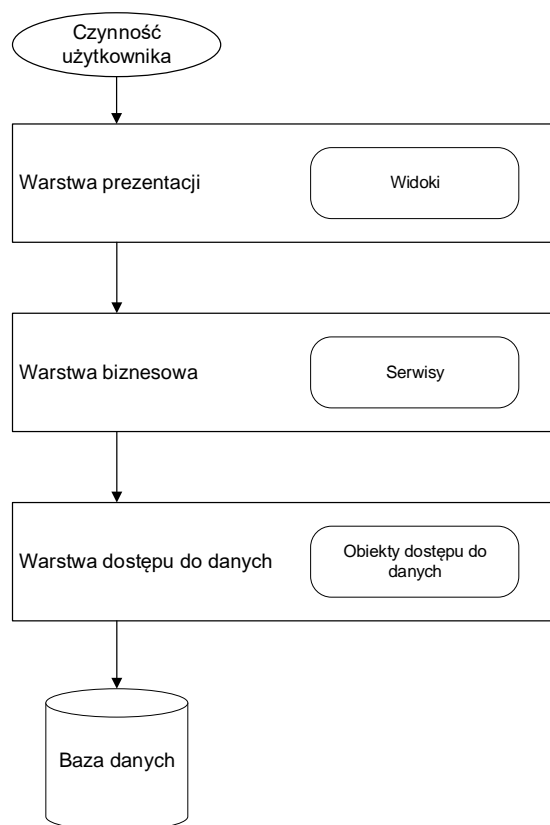 Czynność
użytkownika
Warstwa prezentacji
Widoki
Warstwa biznesowa
Serwisy
Warstwa dostępu do danych
Obiekty dostępu do
danych
Baza danych